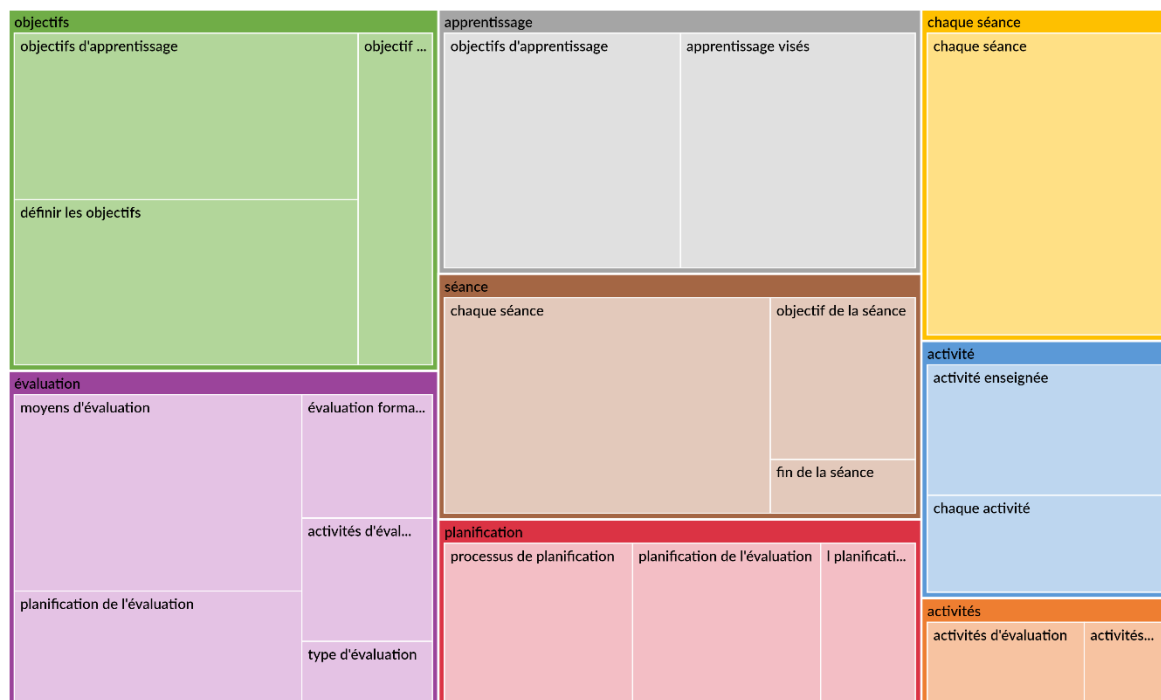 objectifs
objectifs d'apprentissage
objectif ...
définir les objectifs
évaluation
moyens d'évaluation
évaluation forma...
activités d'éval...
planification de l'évaluation
type d'évaluation
apprentissage
objectifs d'apprentissage
apprentissage visés
séance
chaque séance
objectif de la séance
fin de la séance
planification
processus de planification
planification de l'évaluation
l planificati...
chaque séance
chaque séance
activité
activité enseignée
chaque activité
activités
activités d'évaluation
activités...